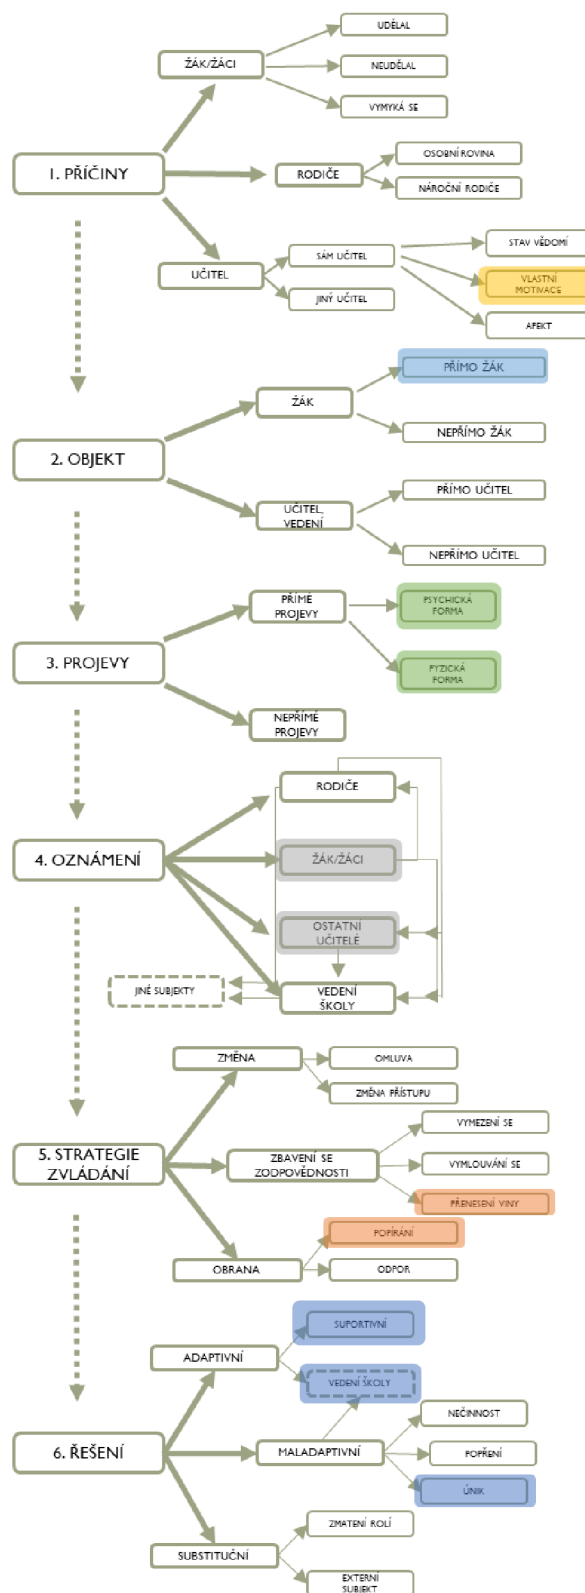 UDĚLAL
ŽÁK/ŽÁCI
NEUDĚLAL
VYMYKÁ SE
OSOBNÍ ROVINA
1. PŘÍČINY
RODIČE
NÁROČNÍ RODIČE
STAV VĚDOMÍ
SÁM UČITEL
UČITEL
VLASTNÍ
MOTIVACE
JINÝ UČITEL
AFEKT
PŘÍMO ŽÁK
ŽÁK
NEPŘÍMO ŽÁK
2. OBJEKT
PŘÍMO UČITEL
UČITEL,
VEDENÍ
NEPŘÍMO UČITEL
PŘÍMÉ
PROJEVY
PSYCHICKÁ
FORMA
3. PROJEVY
FYZICKÁ
FORMA
NEPŘÍMÉ
PROJEVY
RODIČE
4. OZNÁMENÍ
ŽÁK/ŽÁCI
OSTATNÍ
UČITELÉ
JINÉ SUBJEKTY
VEDENÍ
ŠKOLY
ZMĚNA
OMLUVA
ZMĚNA PŘÍSTUPU
VYMEZENÍ SE
5. STRATEGIE
ZVLÁDÁNÍ
ZBAVENÍ SE
ZODPOVĚDNOSTI
VYMLOUVÁNÍ SE
PŘENESENÍ VINY
POPÍRÁNÍ
OBRANA
ODPOR
SUPORTIVNÍ
ADAPTIVNÍ
VEDENÍ ŠKOLY
NEČINNOST
6. ŘEŠENÍ
MALADAPTIVNÍ
POPŘENÍ
ÚNIK
ZMATENÍ ROLÍ
SUBSTITUČNÍ
EXTERNÍ
SUBJEKT